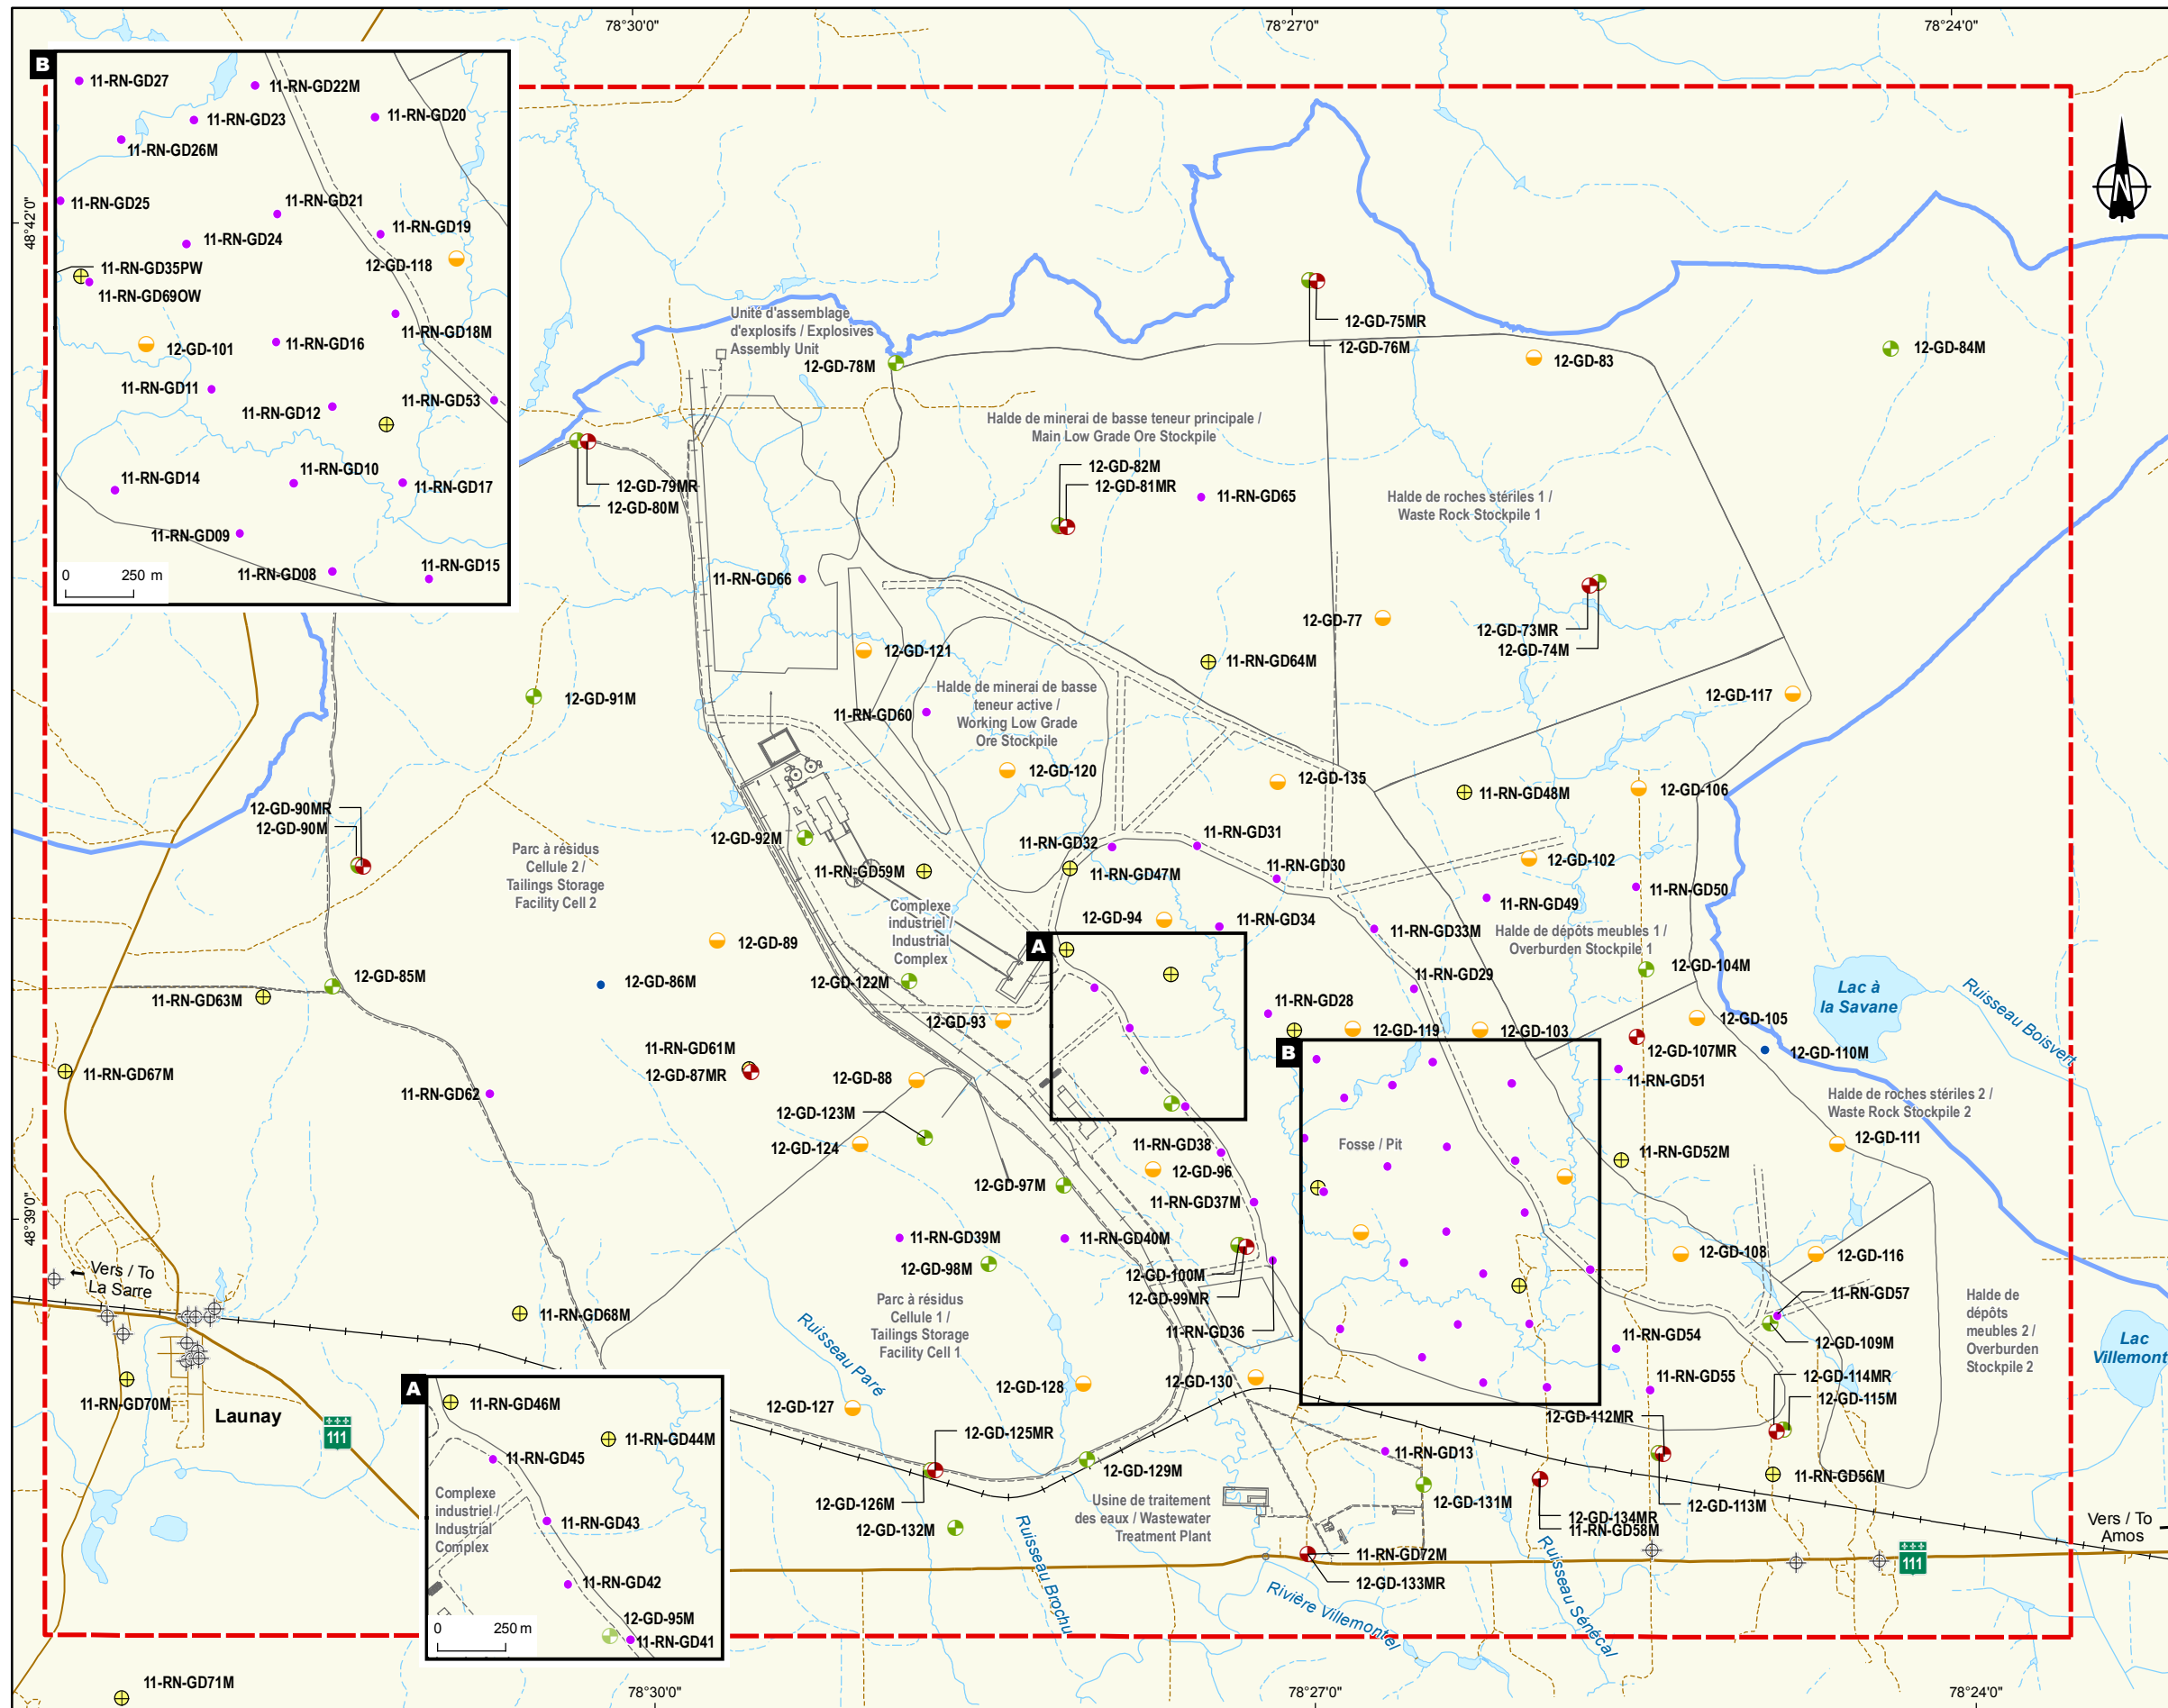 78°30'0"
78°27'0"
78°24'0"
B
11-RN-GD27
11-RN-GD22M
11-RN-GD23
11-RN-GD20
11-RN-GD26M
11-RN-GD25
11-RN-GD21
11-RN-GD24
11-RN-GD19
11-RN-GD35PW
12-GD-118
11-RN-GD69OW
11-RN-GD18M
12-GD-101
11-RN-GD16
11-RN-GD11
11-RN-GD12
11-RN-GD53
11-RN-GD14
11-RN-GD10
11-RN-GD17
11-RN-GD09
11-RN-GD08
11-RN-GD15
0 250 m
48°42'0"
N
Unité d'assemblage
d'explosifs / Explosives
Assembly Unit
12-GD-78M
12-GD-75MR
12-GD-76M
12-GD-83
12-GD-84M
Halde de minerai de basse teneur principale /
Main Low Grade Ore Stockpile
12-GD-82M
12-GD-81MR
11-RN-GD65
12-GD-79MR
12-GD-80M
Halde de roches stériles 1 /
Waste Rock Stockpile 1
11-RN-GD66
12-GD-77
12-GD-73MR
12-GD-74M
12-GD-121
11-RN-GD64M
12-GD-91M
Halde de minerai de basse
teneur active /
Working Low Grade
Ore Stockpile
11-RN-GD60
12-GD-117
12-GD-120
12-GD-135
11-RN-GD48M
12-GD-106
12-GD-90MR
12-GD-90M
Parc à résidus
Cellule 2 /
Tailings Storage
Facility Cell 2
12-GD-92M
11-RN-GD59M
11-RN-GD32
11-RN-GD31
11-RN-GD47M
11-RN-GD30
12-GD-102
11-RN-GD50
11-RN-GD49
12-GD-94
11-RN-GD34
11-RN-GD33M
Halde de dépôts meubles 1 /
Overburden Stockpile 1
Complexe
industriel /
Industrial
Complex
12-GD-89
A
12-GD-85M
11-RN-GD63M
12-GD-86M
12-GD-122M
11-RN-GD29
12-GD-104M
Lac à
la Savane
Ruisseau Boisvert
12-GD-93
11-RN-GD28
12-GD-119
12-GD-103
12-GD-105
12-GD-107MR
12-GD-110M
B
11-RN-GD61M
12-GD-87MR
11-RN-GD67M
12-GD-88
11-RN-GD62
11-RN-GD51
Halde de roches stériles 2 /
Waste Rock Stockpile 2
12-GD-123M
12-GD-124
11-RN-GD38
Fosse / Pit
12-GD-111
11-RN-GD52M
12-GD-96
12-GD-97M
11-RN-GD37M
48°39'0"
11-RN-GD39M
11-RN-GD40M
12-GD-98M
12-GD-100M
12-GD-99MR
11-RN-GD36
12-GD-108
12-GD-116
Vers / To
La Sarre
11-RN-GD68M
Parc à résidus
Cellule 1 /
Tailings Storage
Facility Cell 1
Ruisseau Paré
11-RN-GD57
12-GD-109M
11-RN-GD54
Halde de
dépôts
meubles 2 /
Overburden
Stockpile 2
Lac
Villemont
11-RN-GD70M
Launay
111
12-GD-128
12-GD-130
12-GD-127
11-RN-GD55
12-GD-114MR
12-GD-115M
12-GD-112MR
A
11-RN-GD46M
11-RN-GD44M
11-RN-GD45
Complexe
industriel /
Industrial
Complex
11-RN-GD43
11-RN-GD42
12-GD-95M
11-RN-GD41
0 250 m
12-GD-125MR
12-GD-126M
12-GD-129M
11-RN-GD13
12-GD-131M
11-RN-GD56M
12-GD-113M
Usine de traitement
des eaux / Wastewater
Treatment Plant
12-GD-132M
12-GD-134MR
11-RN-GD58M
Vers / To
Amos
11-RN-GD72M
12-GD-133MR
111
Ruisseau Brochu
Rivière Villemontel
Ruisseau Sénécal
11-RN-GD71M
78°30'0"
78°27'0"
78°24'0"